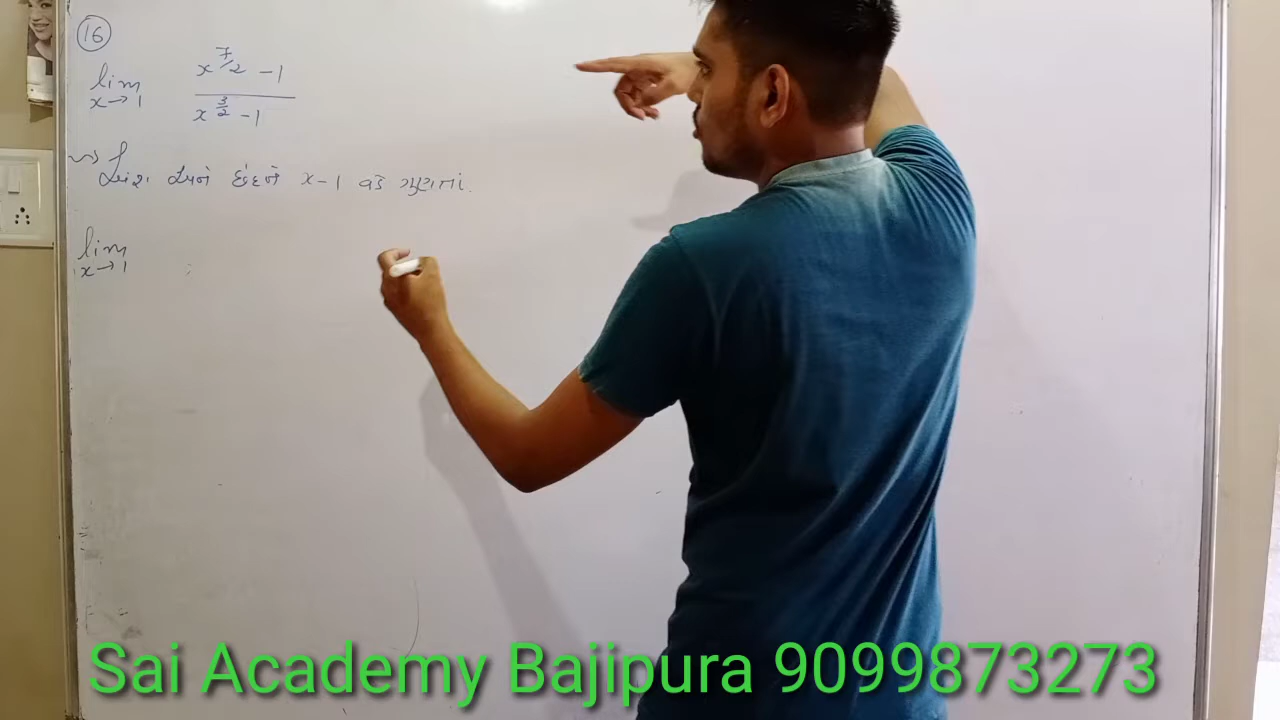 16
lim x→1 x^7/2 - 1 / x^3/2 - 1
અંશ અને છેદને x-1 વડે ગુણતાં.
lim x→1
Sai Academy Bajipura 9099873273